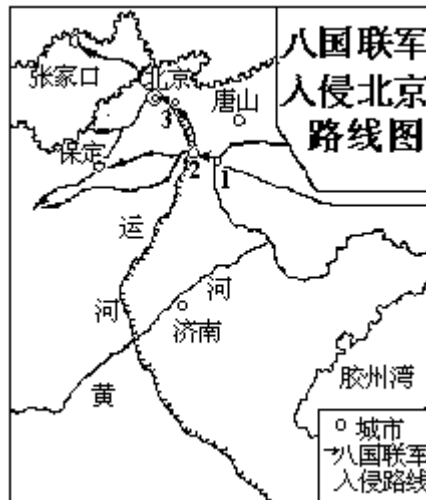 八国联军
入侵北京
路线图
张家口
北京
唐山
3
保定
2
1
运
河
河
济南
黄
胶州湾
城市
八国联军
入侵路线